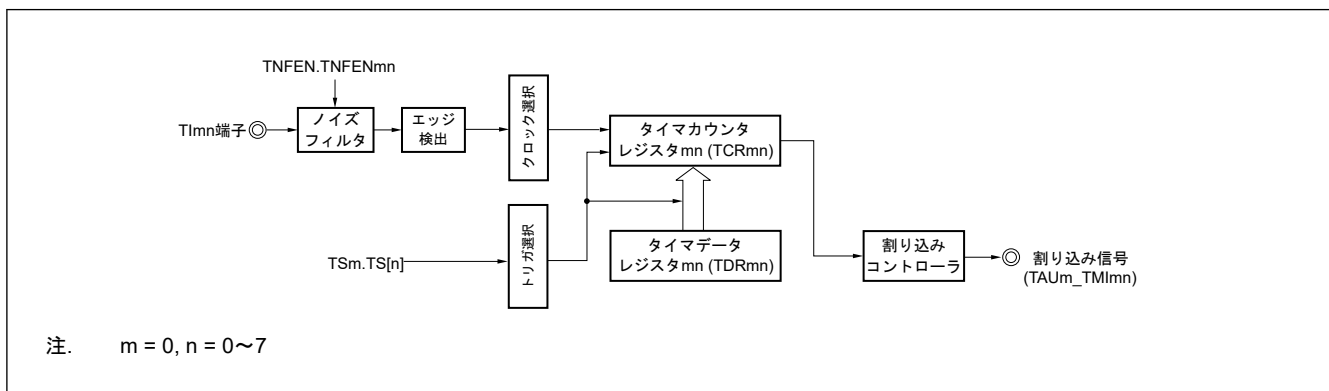 TNFEN.TNFENmn
TImn端子
ノイズ
フィルタ
エッジ
検出
クロック選択
タイマカウンタ
レジスタmn (TCRmn)
TSm.TS[n]
トリガ選択
タイマデータ
レジスタmn (TDRmn)
割り込み
コントローラ
割り込み信号
(TAUm_TMImn)
注. m = 0, n = 0～7